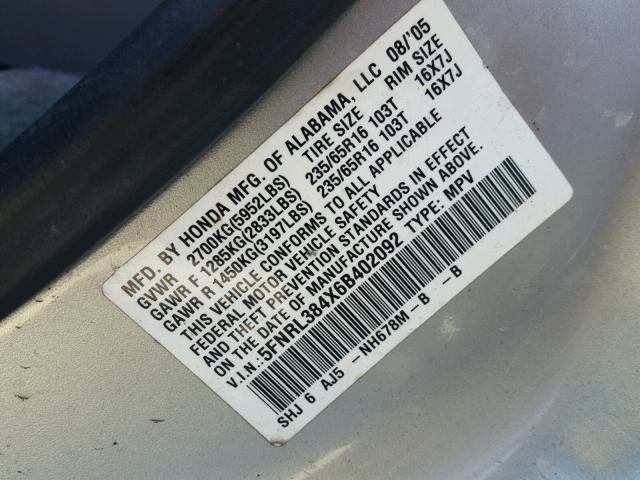 MFD. BY HONDA MFG. OF ALABAMA, LLC 08/'05
GVWR 2700KG(5952LBS) TIRE SIZE RIM SIZE
GAWR F 1285KG(2833LBS) 235/65R16 103T 16X7J
GAWR R 1450KG(3197LBS) 235/65R16 103T 16X7J
THIS VEHICLE CONFORMS TO ALL APPLICABLE
FEDERAL MOTOR VEHICLE SAFETY
AND THEFT PREVENTION STANDARDS IN EFFECT
ON THE DATE OF MANUFACTURE SHOWN ABOVE.
V.I.N.: 5FNRL384X6B402092 TYPE: MPV
SHJ 6 AJ5 -NH678M - B - B